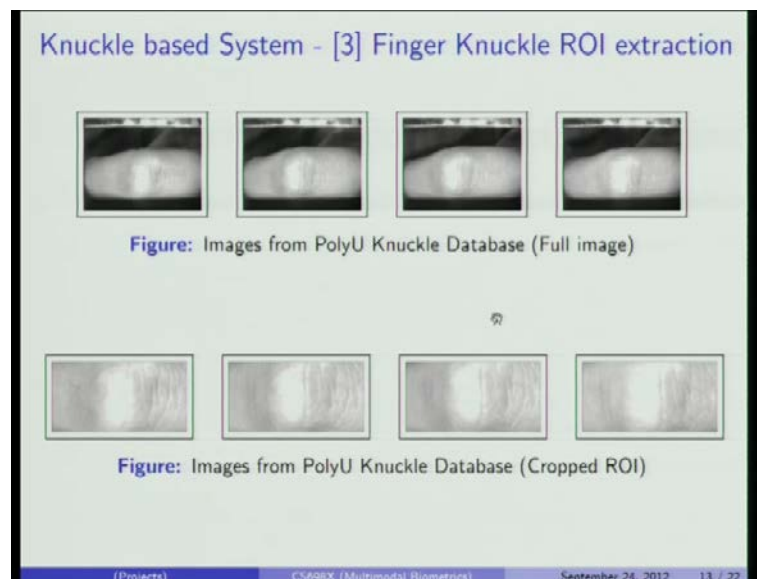 Knuckle based System - [3] Finger Knuckle ROI extraction
Figure: Images from PolyU Knuckle Database (Full image)
Figure: Images from PolyU Knuckle Database (Cropped ROI)
(Projects) CS698X (Multimodal Biometrics) September 24, 2012 13 / 22